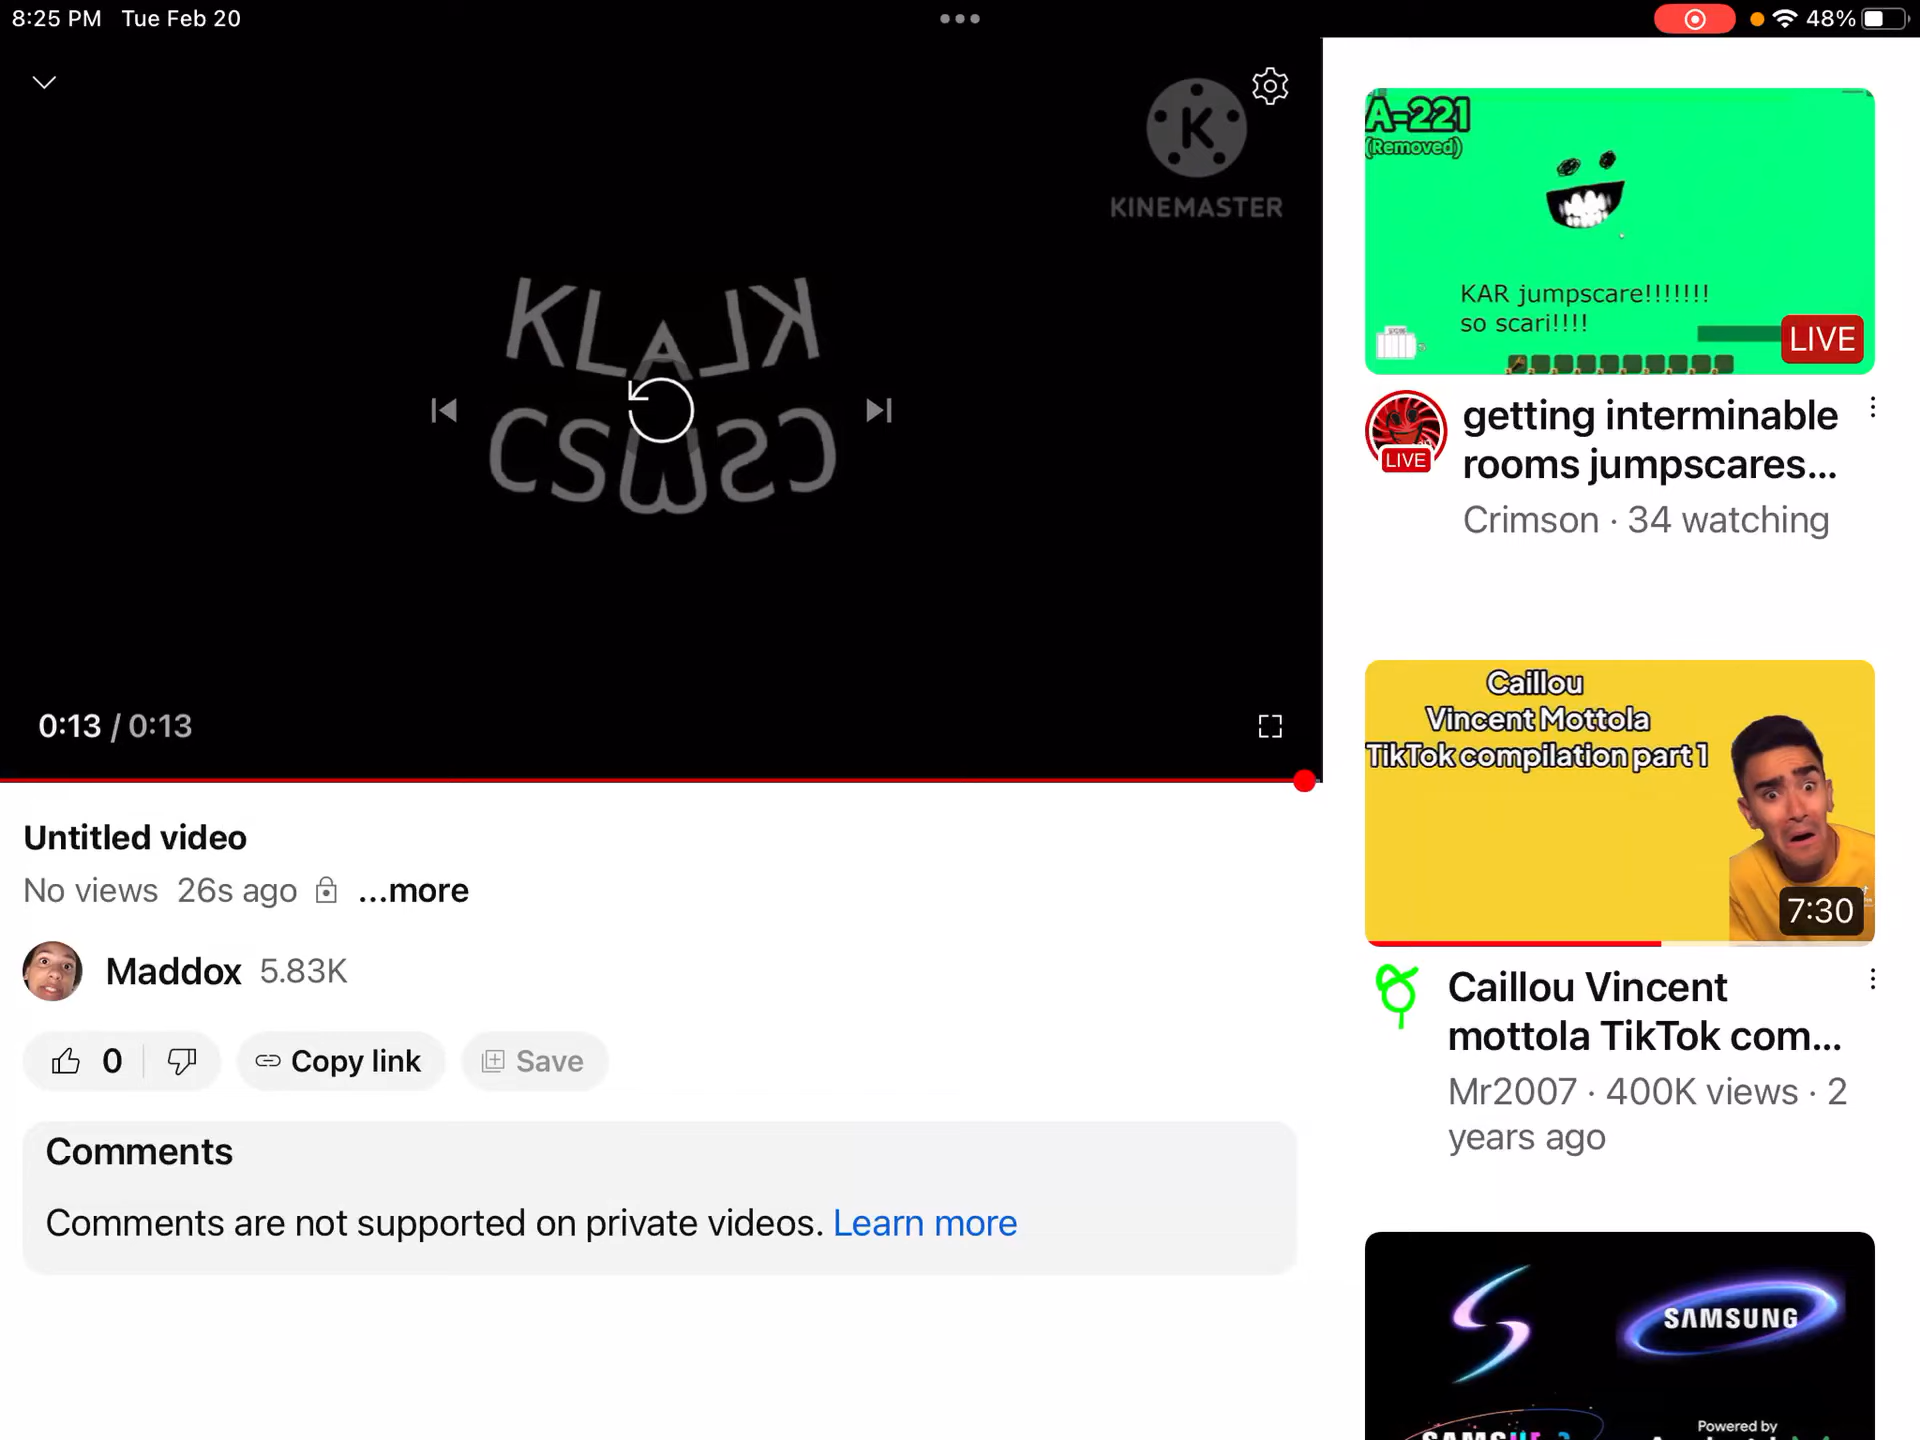 8:25 PM Tue Feb 20
48%
K
KINEMASTER
KLA
CS
0:13 / 0:13
Untitled video
No views 26s ago ...more
Maddox 5.83K
0
Copy link
Save
Comments
Comments are not supported on private videos. Learn more
A-221
(Removed)
KAR jumpscare!!!!!!!
so scari!!!!
LIVE
LIVE
getting interminable
rooms jumpscares...
Crimson · 34 watching
Caillou
Vincent Mottola
TikTok compilation part 1
7:30
Caillou Vincent
mottola TikTok com...
Mr2007 · 400K views · 2
years ago
SAMSUNG
Powered by